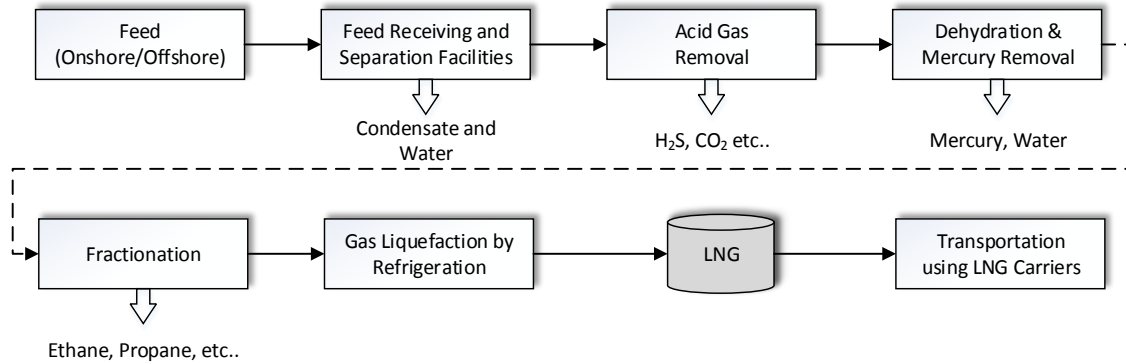 Feed
(Onshore/Offshore)
Feed Receiving and
Separation Facilities
Acid Gas
Removal
Dehydration &
Mercury Removal
Condensate and
Water
H₂S, CO₂ etc..
Mercury, Water
Fractionation
Gas Liquefaction by
Refrigeration
LNG
Transportation
using LNG Carriers
Ethane, Propane, etc..